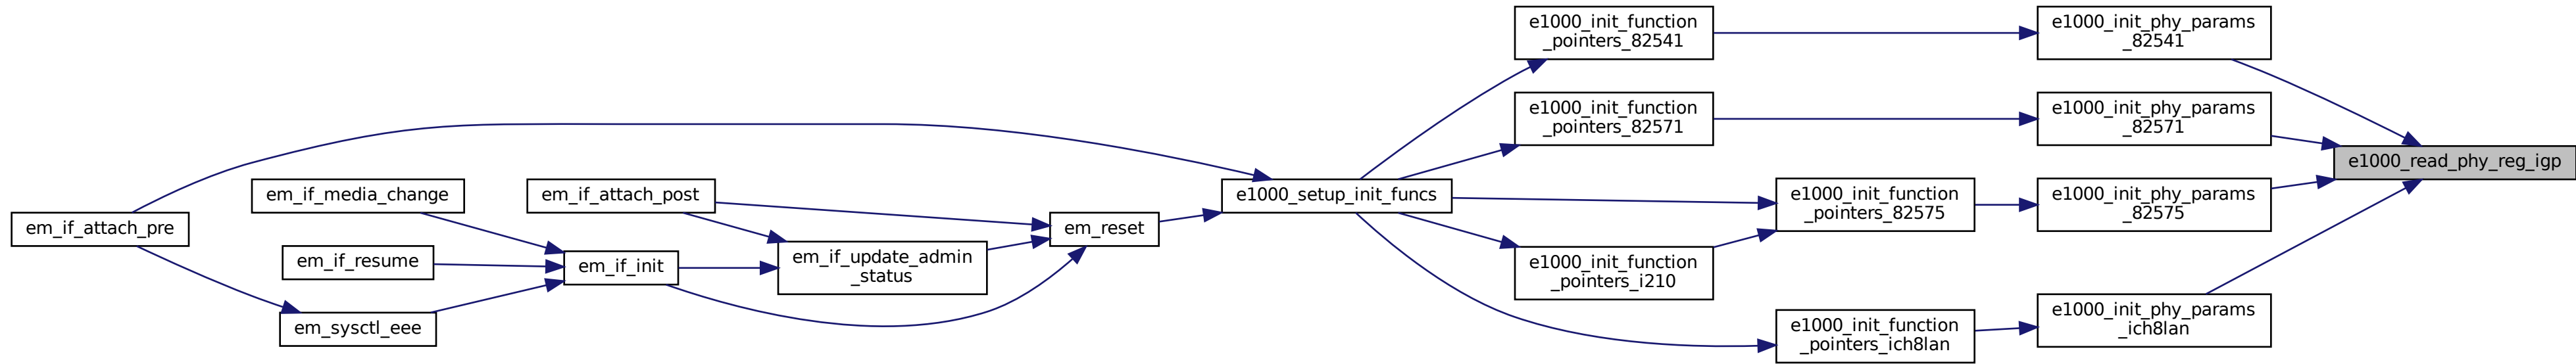 em_if_attach_pre
em_if_media_change
em_if_resume
em_sysctl_eee
em_if_attach_post
em_if_init
em_if_update_admin
_status
em_reset
e1000_setup_init_funcs
e1000_init_function
_pointers_82541
e1000_init_function
_pointers_82571
e1000_init_function
_pointers_82575
e1000_init_function
_pointers_i210
e1000_init_function
_pointers_ich8lan
e1000_init_phy_params
_82541
e1000_init_phy_params
_82571
e1000_init_phy_params
_82575
e1000_init_phy_params
_ich8lan
e1000_read_phy_reg_igp